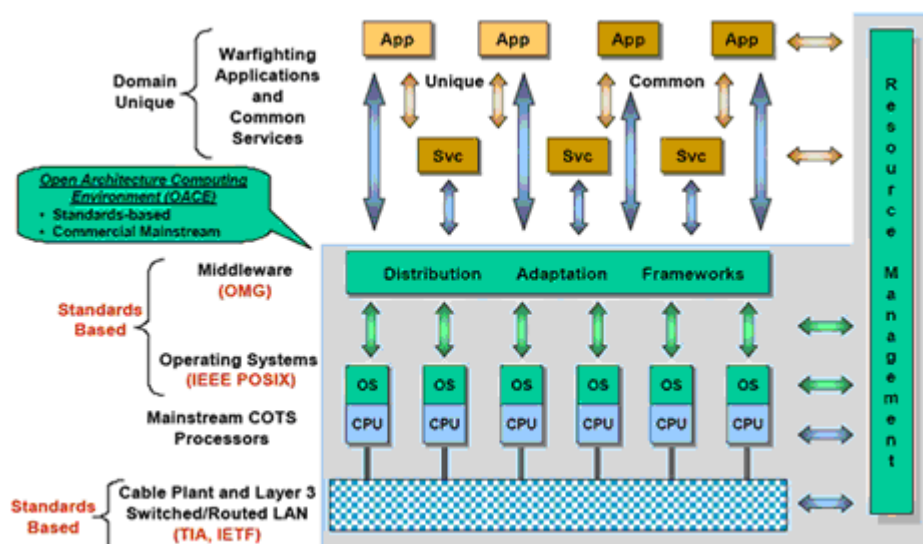 App
App
App
App
Unique
Common
Svc
Svc
Svc
Domain
Unique
Warfighting
Applications
and
Common
Services
Open Architecture Computing
Environment (OACE)
• Standards-based
• Commercial Mainstream
Middleware
(OMG)
Standards
Based
Operating Systems
(IEEE POSIX)
Mainstream COTS
Processors
Distribution Adaptation Frameworks
OS
OS
OS
OS
OS
OS
CPU
CPU
CPU
CPU
CPU
CPU
Standards
Based
Cable Plant and Layer 3
Switched/Routed LAN
(TIA, IETF)
Resource Management